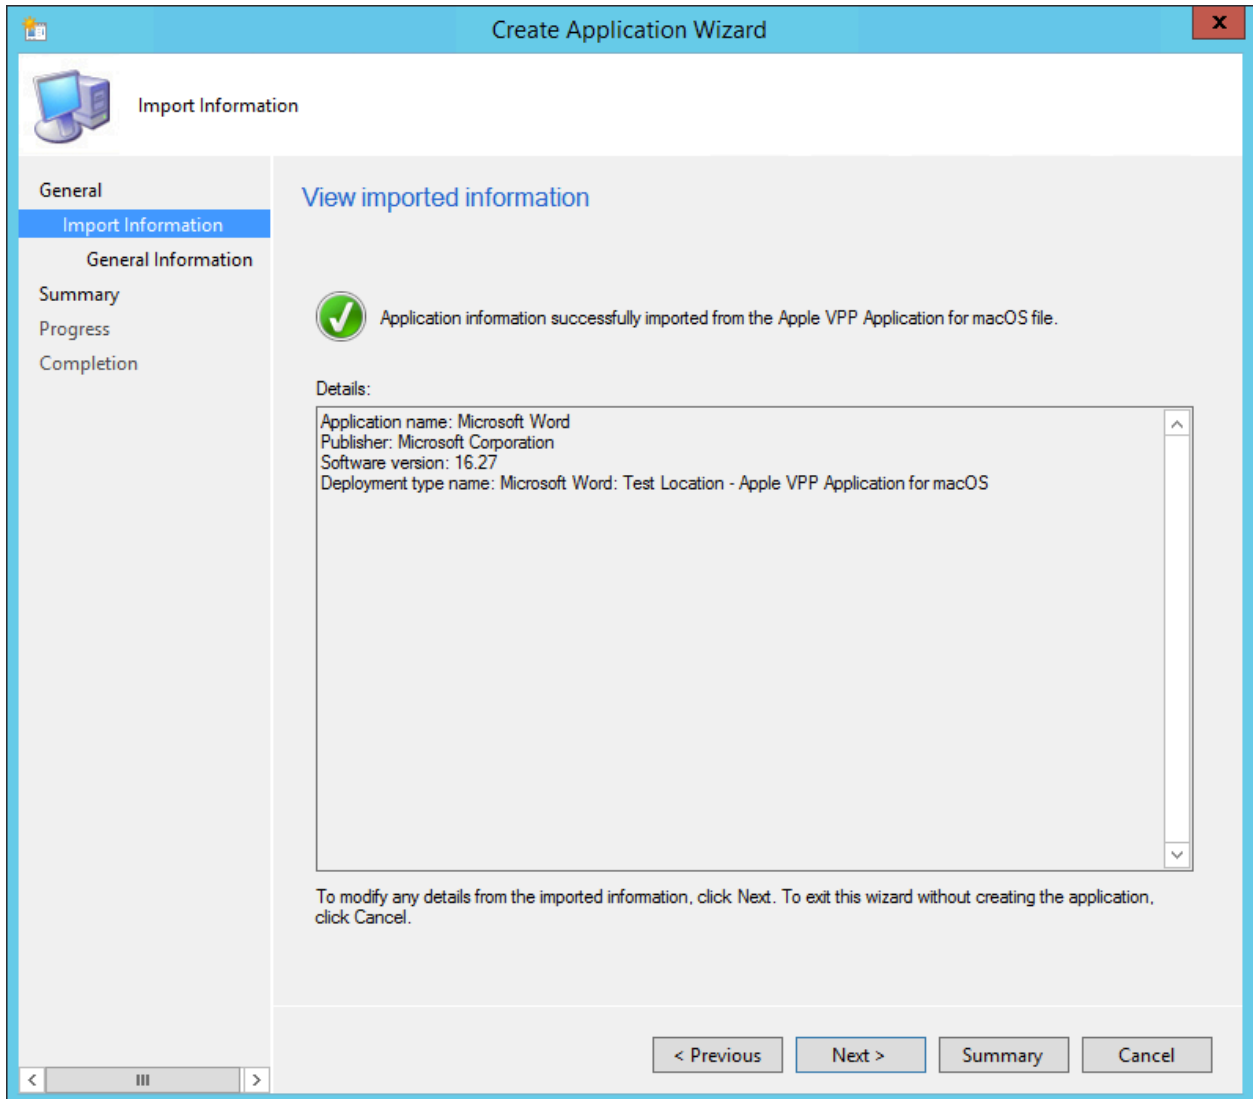 Create Application Wizard
x
Import Information
General
Import Information
General Information
Summary
Progress
Completion
View imported information
Application information successfully imported from the Apple VPP Application for macOS file.
Details:
Application name: Microsoft Word
Publisher: Microsoft Corporation
Software version: 16.27
Deployment type name: Microsoft Word: Test Location - Apple VPP Application for macOS
To modify any details from the imported information, click Next. To exit this wizard without creating the application,
click Cancel.
< Previous
Next >
Summary
Cancel